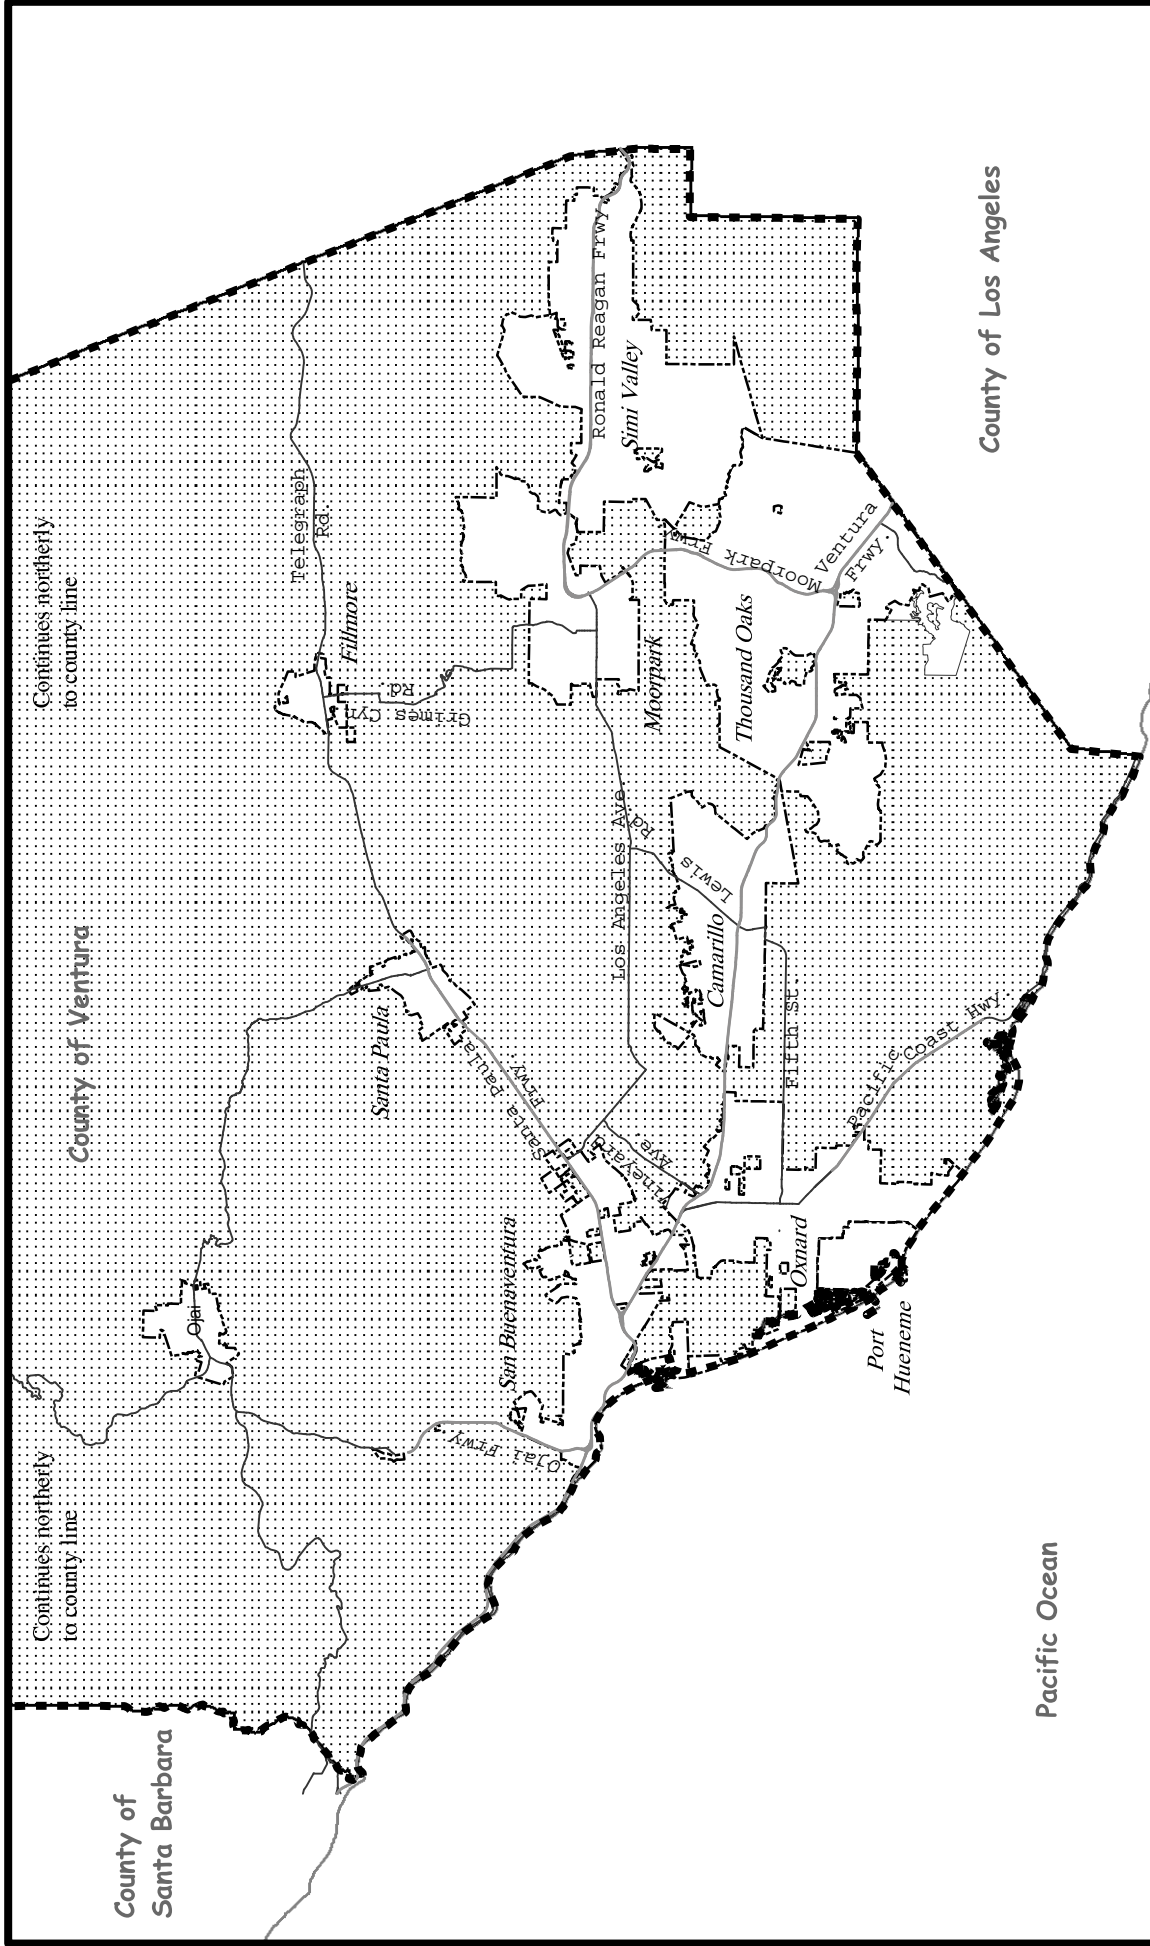 Continues northerly
to county line
Continues northerly
to county line
County of Ventura
County of
Santa Barbara
Ojai
Telegraph
Rd.
Fillmore
Grimes Cyn
Rd.
Santa Paula
Santa Paula
Frwy
Ojai Frwy
San Buenaventura
Vineyard
Ave
Los Angeles Ave.
Ronald Reagan Frwy
Simi Valley
Moorpark
Moorpark Frwy
Lewis
Rd.
Camarillo
Thousand Oaks
Ventura
Frwy.
Fifth St.
Oxnard
Pacific
Coast Hwy
Port
Hueneme
County of Los Angeles
Pacific Ocean